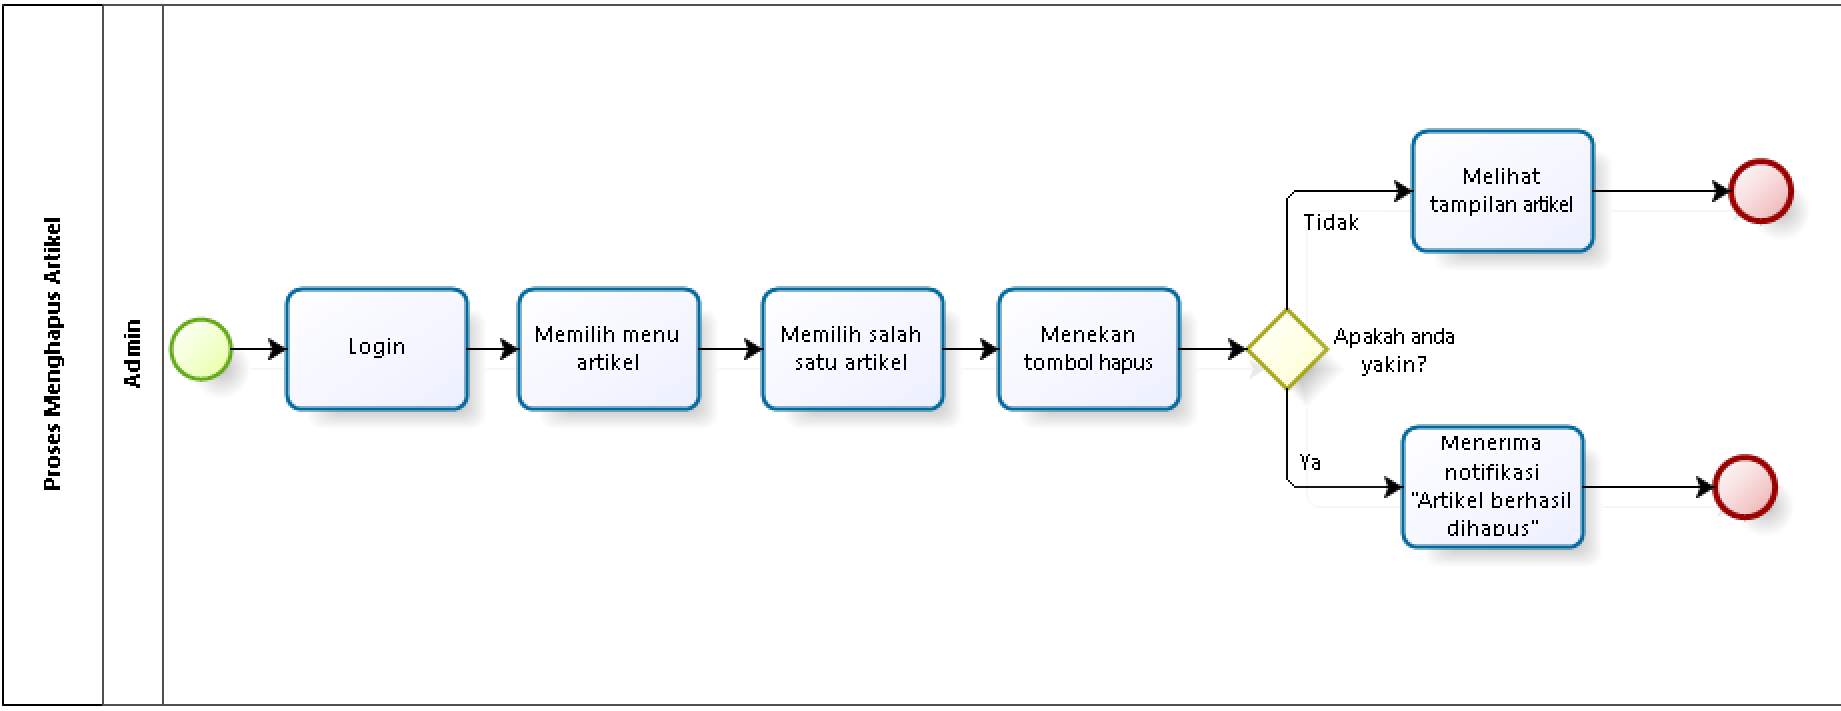 Proses Menghapus Artikel
Admin
Login
Memilih menu
artikel
Memilih salah
satu artikel
Menekan
tombol hapus
Apakah anda
yakin?
Tidak
Melihat
tampilan artikel
Ya
Menerima
notifikasi
"Artikel berhasil
dihapus"